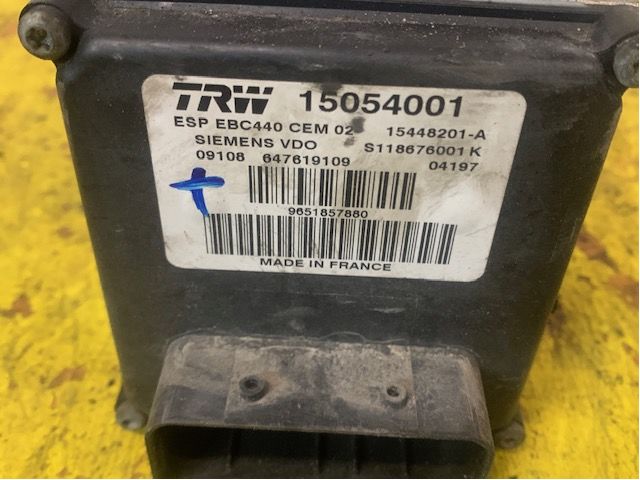 TRW 15054001
ESP EBC440 CEM 02 15448201-A
SIEMENS VDO S118676001 K
09108 647619109 04197
9651857880
MADE IN FRANCE